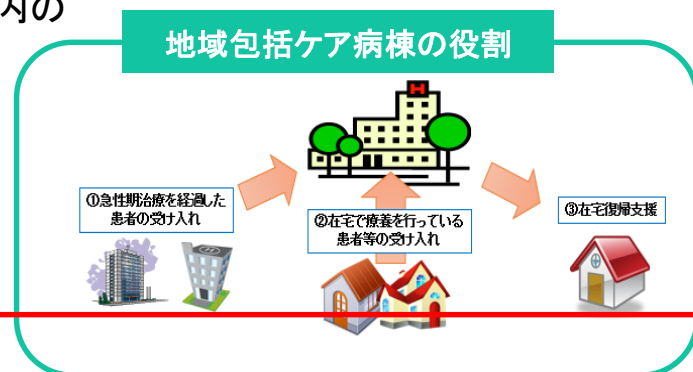 内の
地域包括ケア病棟の役割
H
①急性期治療を経過した
患者の受け入れ
②在宅で療養を行っている
患者等の受け入れ
③在宅復帰支援